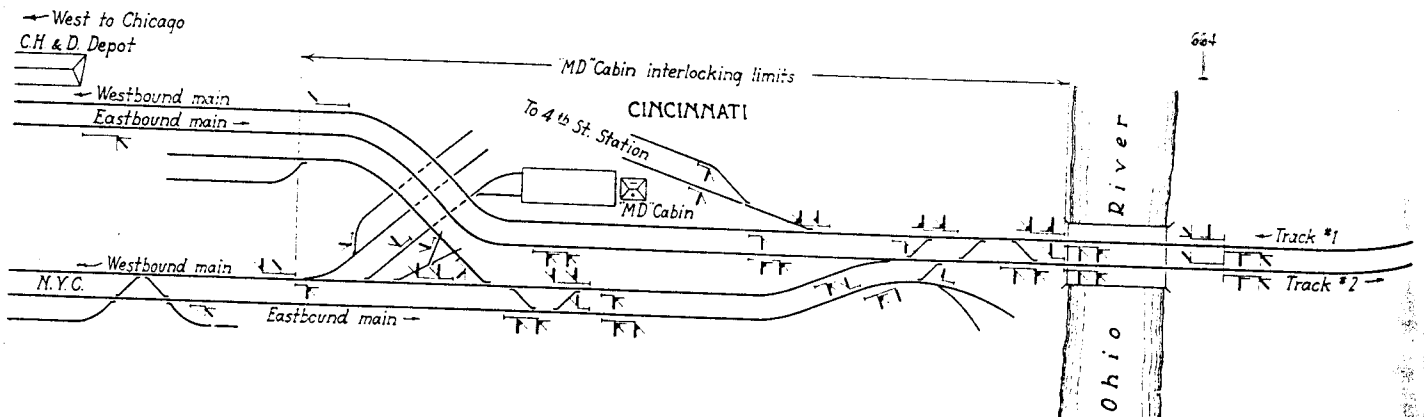 ← West to Chicago
C.H. & D. Depot
← Westbound main
Eastbound main →
"MD" Cabin interlocking limits
CINCINNATI
To 4th St. Station
"MD" Cabin
← Westbound main
N.Y.C.
Eastbound main →
← Track #1
Track #2 →
River
Ohio
664